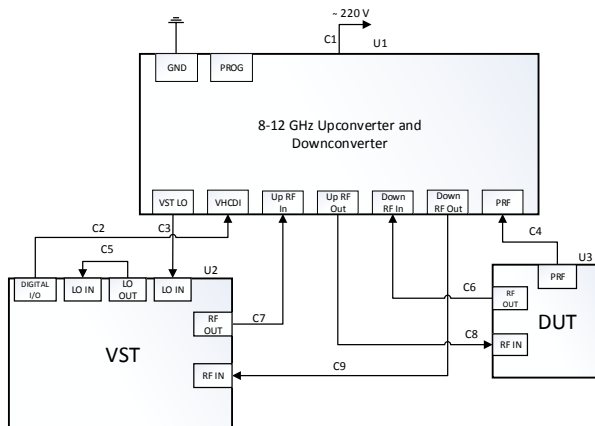 ~ 220 V
C1
U1
GND
PROG
8-12 GHz Upconverter and
Downconverter
VST LO
VHCDI
Up RF
In
Up RF
Out
Down
RF In
Down
RF Out
PRF
C2
C3
C4
C5
U2
U3
DIGITAL
I/O
LO IN
LO
OUT
LO IN
PRF
C6
RF
OUT
DUT
RF
OUT
C7
C8
RF IN
VST
RF IN
C9